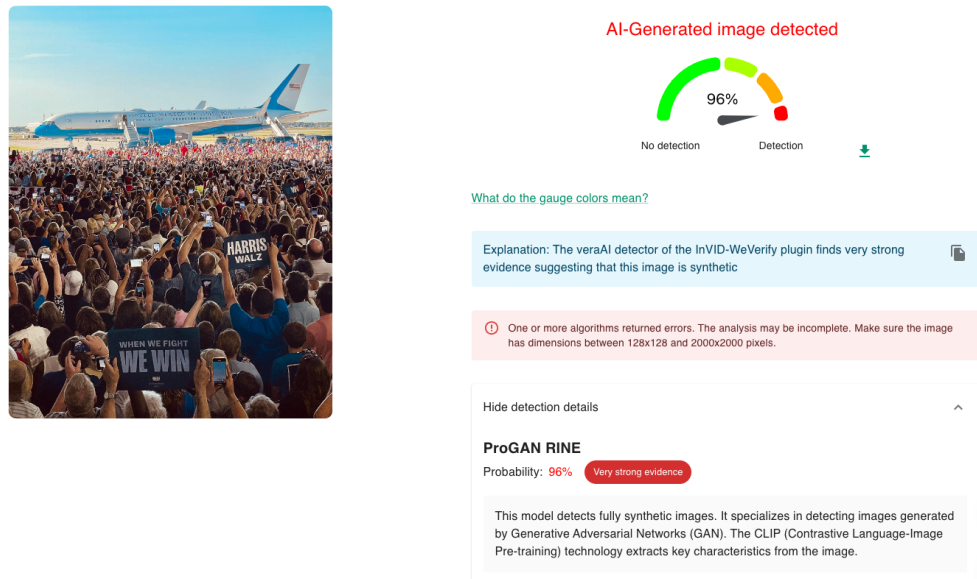 HARRIS
WALZ
WHEN WE FIGHT
WE WIN
AI-Generated image detected
96%
No detection
Detection
What do the gauge colors mean?
Explanation: The veraAI detector of the InVID-WeVerify plugin finds very strong
evidence suggesting that this image is synthetic
One or more algorithms returned errors. The analysis may be incomplete. Make sure the image
has dimensions between 128x128 and 2000x2000 pixels.
Hide detection details
ProGAN RINE
Probability: 96% Very strong evidence
This model detects fully synthetic images. It specializes in detecting images generated
by Generative Adversarial Networks (GAN). The CLIP (Contrastive Language-Image
Pre-training) technology extracts key characteristics from the image.